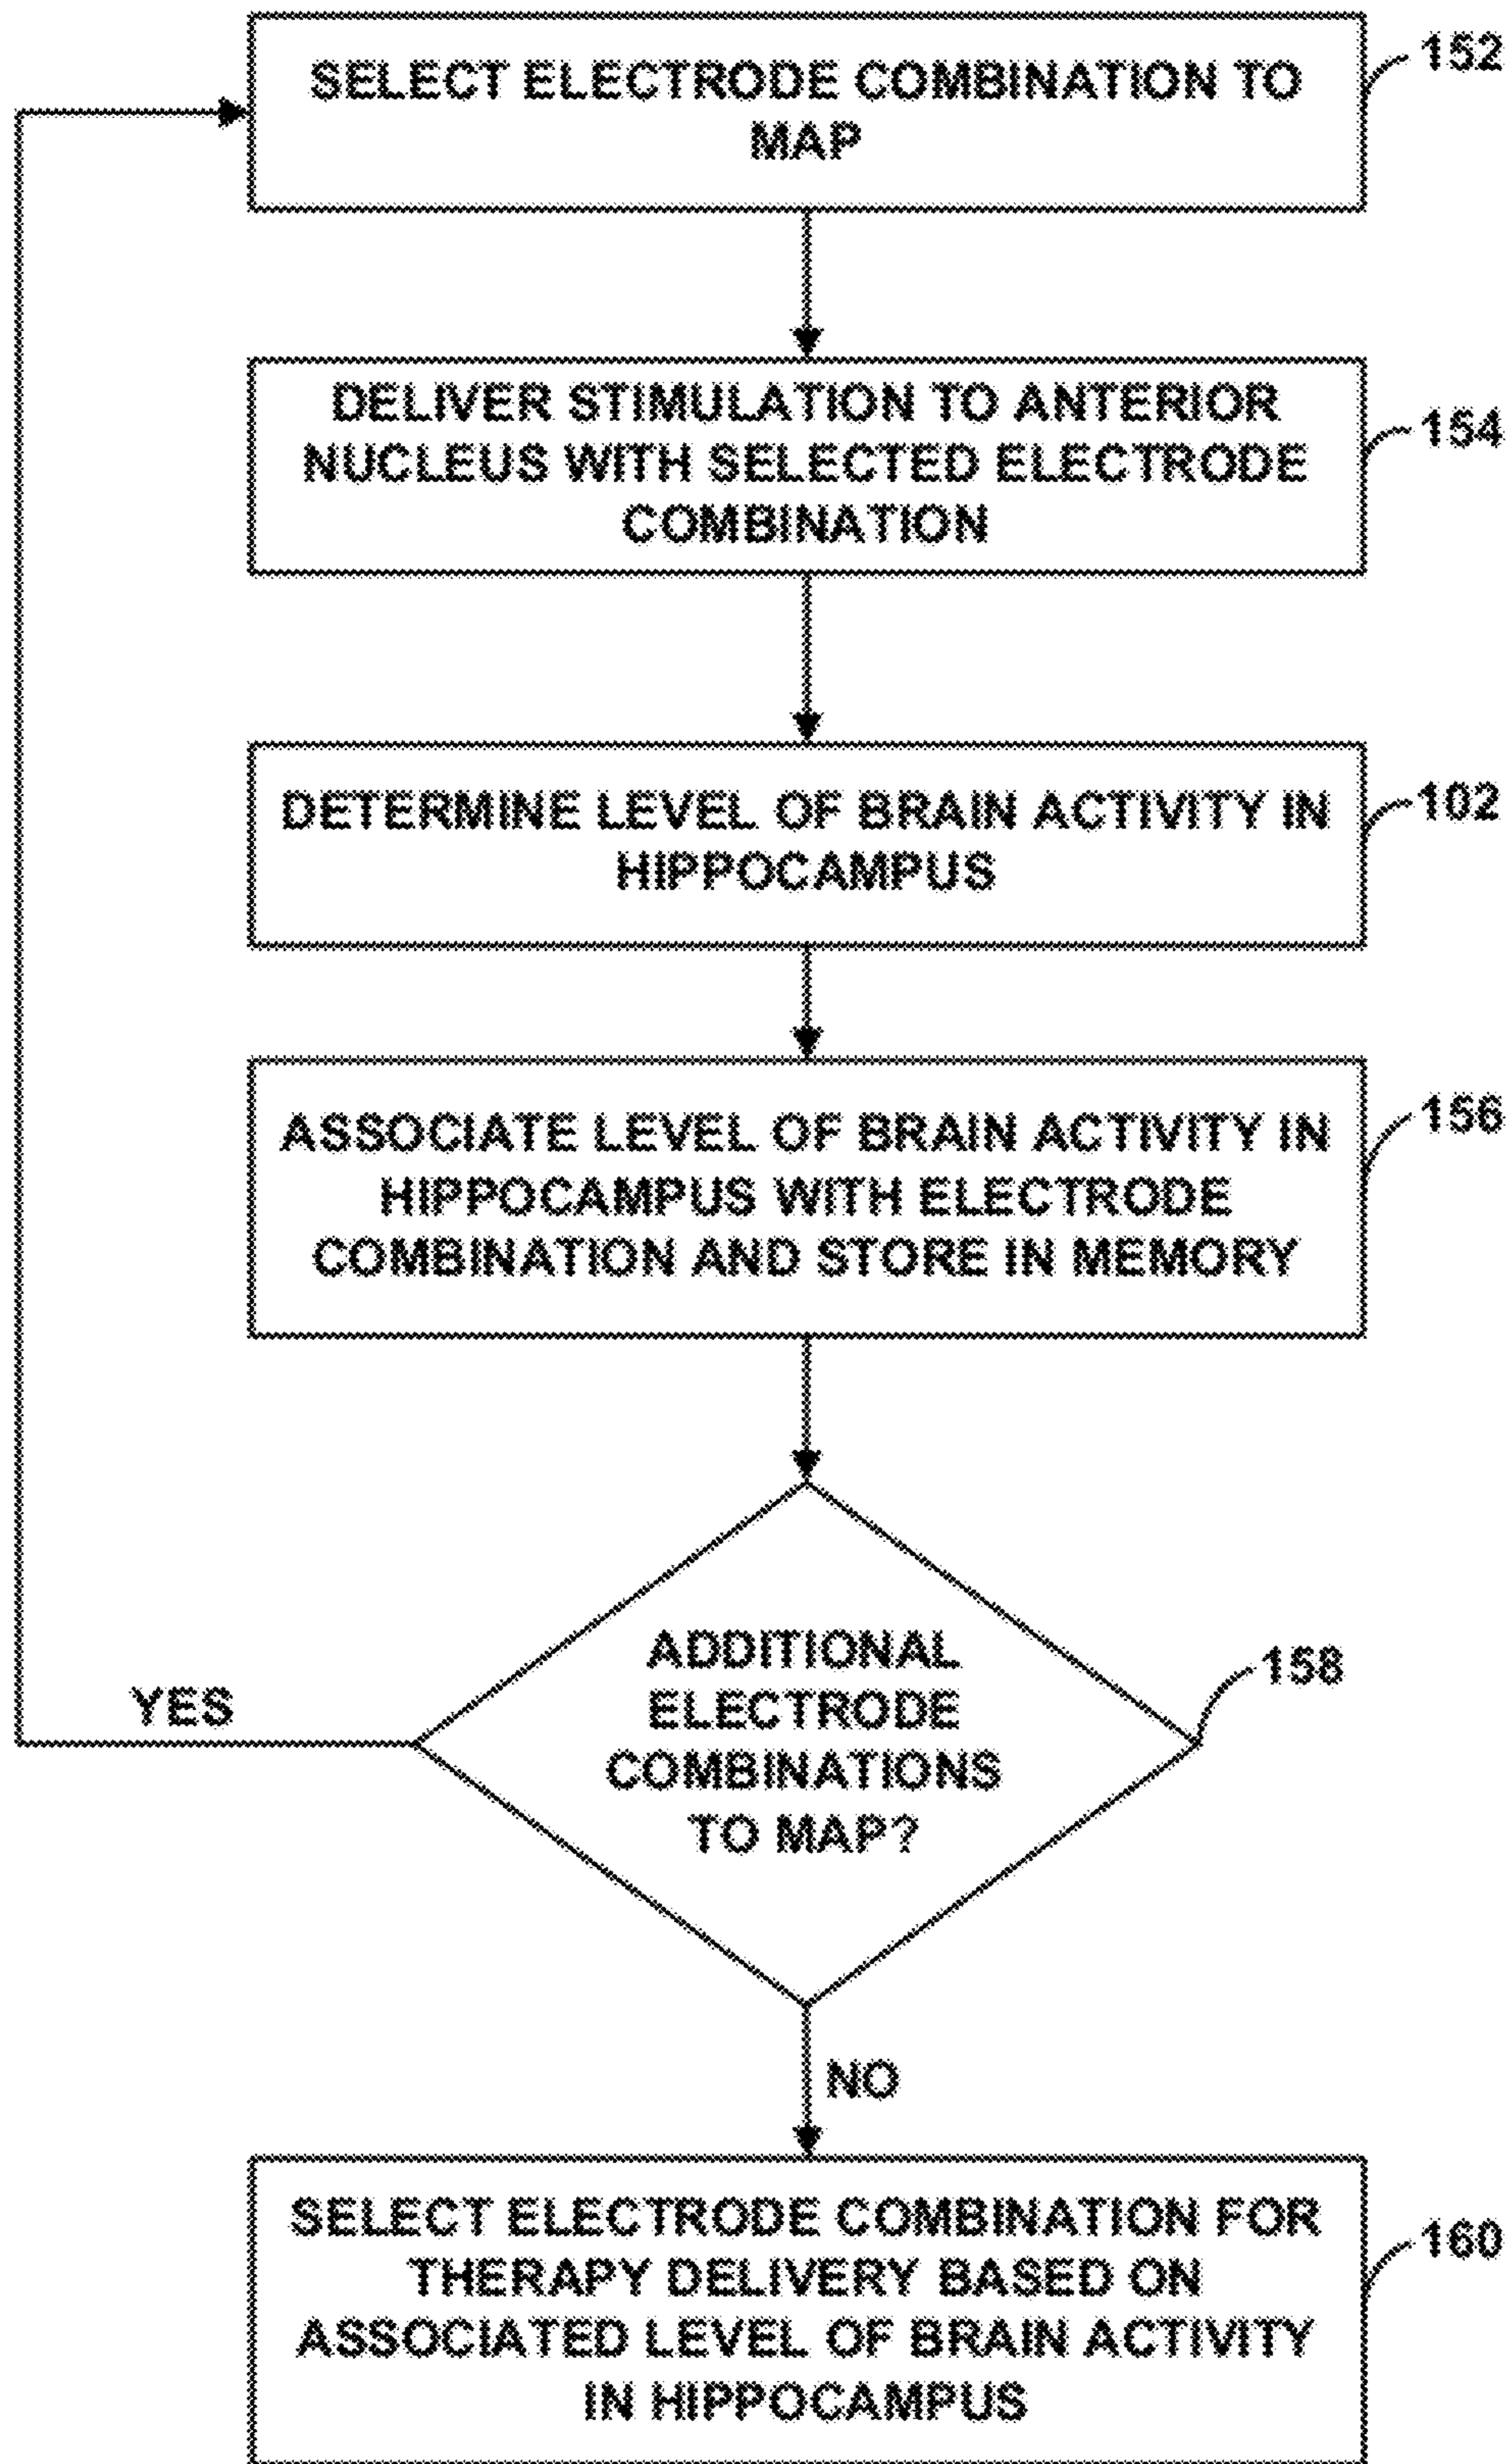 SELECT ELECTRODE COMBINATION TO
MAP
152
DELIVER STIMULATION TO ANTERIOR
NUCLEUS WITH SELECTED ELECTRODE
COMBINATION
154
DETERMINE LEVEL OF BRAIN ACTIVITY IN
HIPPOCAMPUS
102
ASSOCIATE LEVEL OF BRAIN ACTIVITY IN
HIPPOCAMPUS WITH ELECTRODE
COMBINATION AND STORE IN MEMORY
156
ADDITIONAL
ELECTRODE
COMBINATIONS
TO MAP?
158
YES
NO
SELECT ELECTRODE COMBINATION FOR
THERAPY DELIVERY BASED ON
ASSOCIATED LEVEL OF BRAIN ACTIVITY
IN HIPPOCAMPUS
160